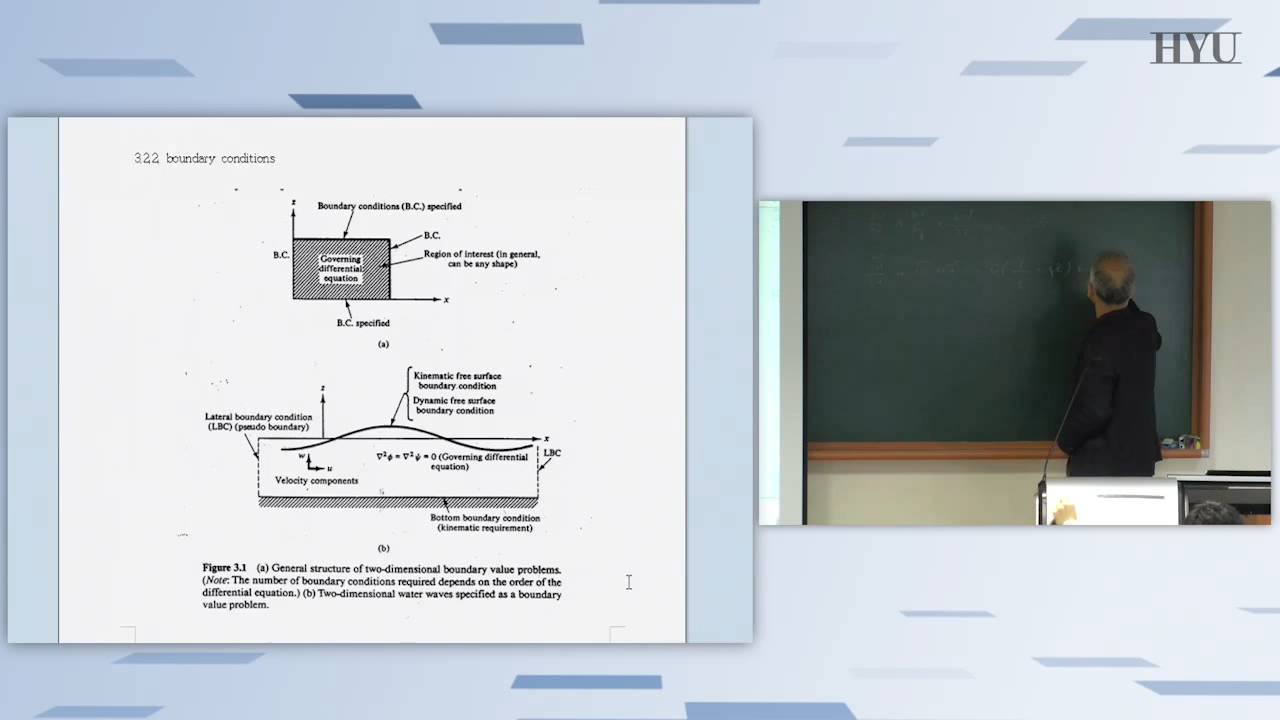 HYU
3.2.2 boundary conditions
z
Boundary conditions (B.C.) specified
B.C.
B.C.
Region of interest (in general,
can be any shape)
Governing
differential
equation
x
B.C. specified
(a)
Kinematic free surface
boundary condition
Dynamic free surface
boundary condition
z
Lateral boundary condition
(LBC) (pseudo boundary)
x
LBC
w
u
∇²ϕ = ∇²ψ = 0 (Governing differential
equation)
Velocity components
Bottom boundary condition
(kinematic requirement)
(b)
Figure 3.1 (a) General structure of two-dimensional boundary value problems.
(Note: The number of boundary conditions required depends on the order of the
differential equation.) (b) Two-dimensional water waves specified as a boundary
value problem.